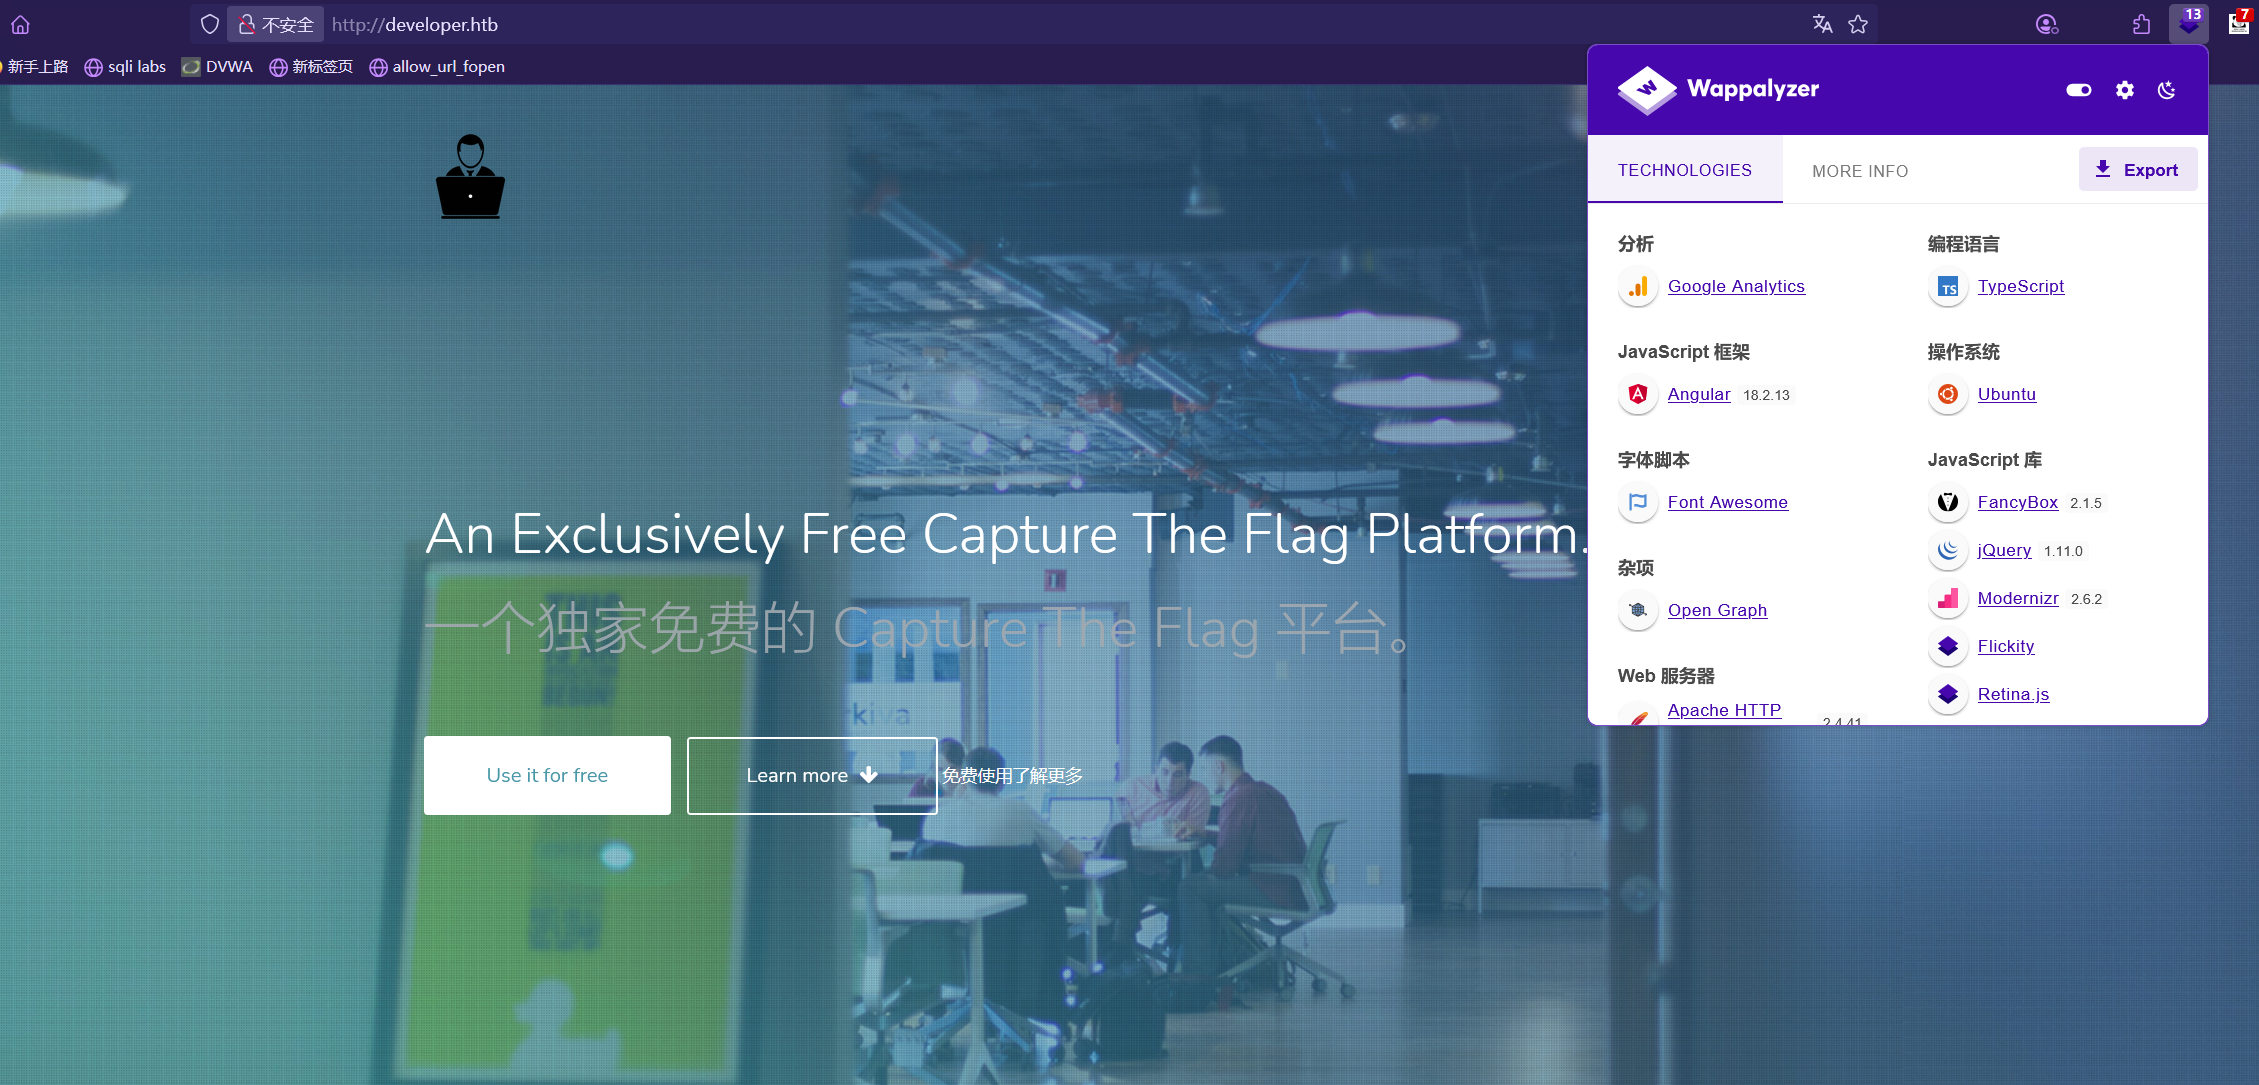 不安全
http://developer.htb
13
7
新手上路
sqli labs
DVWA
新标签页
allow_url_fopen
Wappalyzer
TECHNOLOGIES
MORE INFO
Export
分析
Google Analytics
JavaScript 框架
Angular 18.2.13
字体脚本
Font Awesome
杂项
Open Graph
Web 服务器
Apache HTTP
2.4.41
编程语言
TypeScript
操作系统
Ubuntu
JavaScript 库
FancyBox 2.1.5
jQuery 1.11.0
Modernizr 2.6.2
Flickity
Retina.js
An Exclusively Free Capture The Flag Platform.
一个独家免费的 Capture The Flag 平台。
Use it for free
Learn more
免费使用了解更多